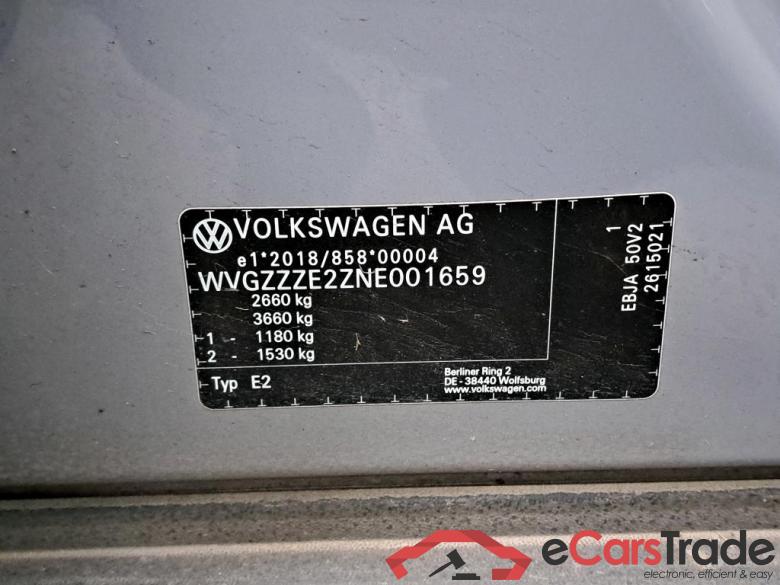 VOLKSWAGEN AG
e1*2018/858*00004
WVGZZZE2ZNE001659
2660 kg
3660 kg
1 - 1180 kg
2 - 1530 kg
Typ E2
Berliner Ring 2
DE - 38440 Wolfsburg
www.volkswagen.com
1
EBJA 50V2
2615021
eCarsTrade
electronic, efficient & easy